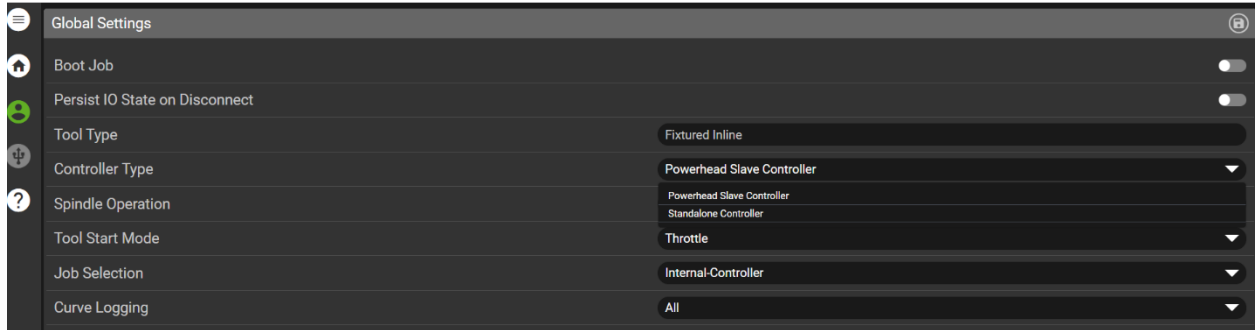 Global Settings
Boot Job
Persist IO State on Disconnect
Tool Type Fixtured Inline
Controller Type Powerhead Slave Controller
Powerhead Slave Controller
Spindle Operation
Standalone Controller
Tool Start Mode Throttle
Job Selection Internal-Controller
Curve Logging All